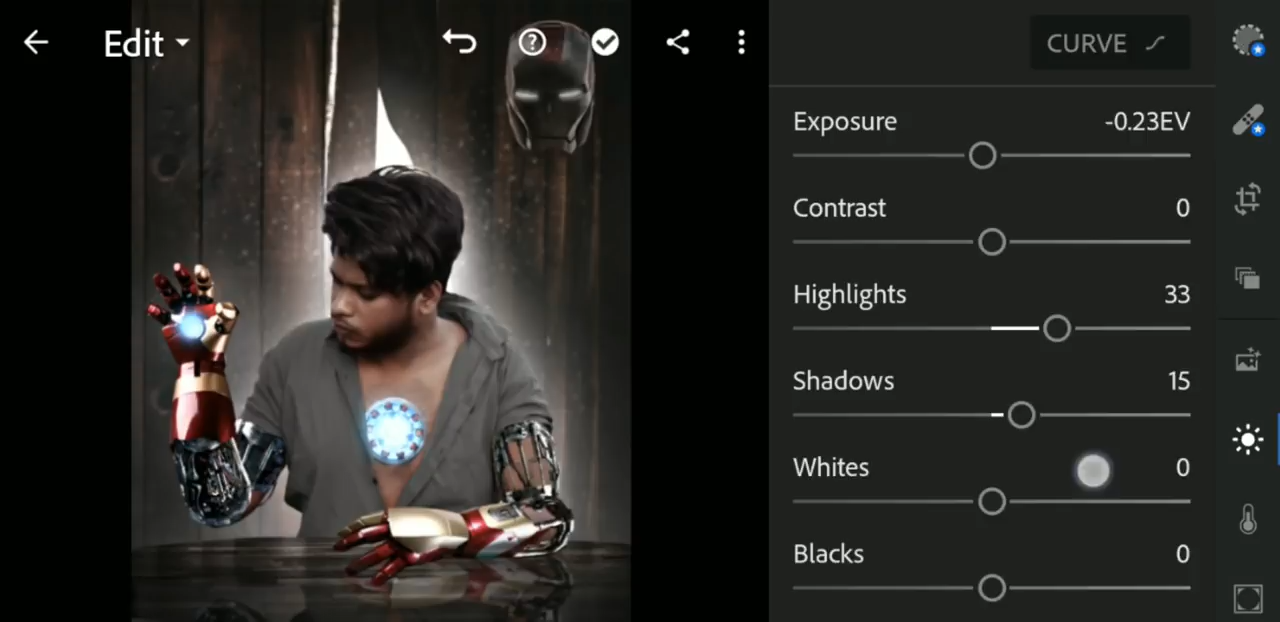 Edit
CURVE
Exposure -0.23EV
Contrast 0
Highlights 33
Shadows 15
Whites 0
Blacks 0